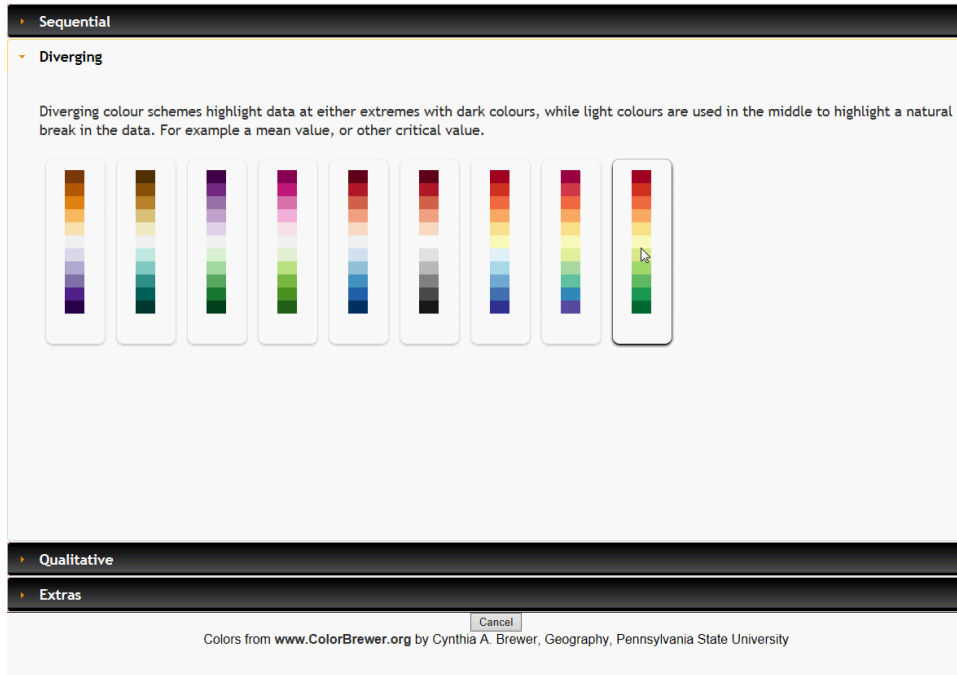 Sequential
Diverging
Diverging colour schemes highlight data at either extremes with dark colours, while light colours are used in the middle to highlight a natural
break in the data. For example a mean value, or other critical value.
Qualitative
Extras
Cancel
Colors from www.ColorBrewer.org by Cynthia A. Brewer, Geography, Pennsylvania State University